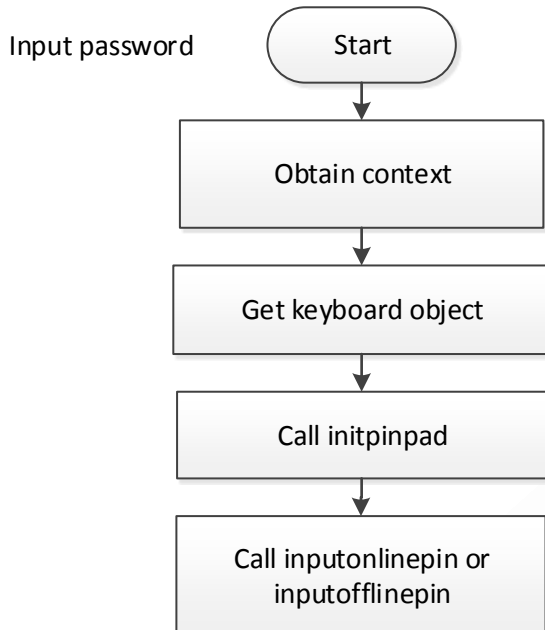 Input password
Start
Obtain context
Get keyboard object
Call initpinpad
Call inputonlinepin or
inputofflinepin